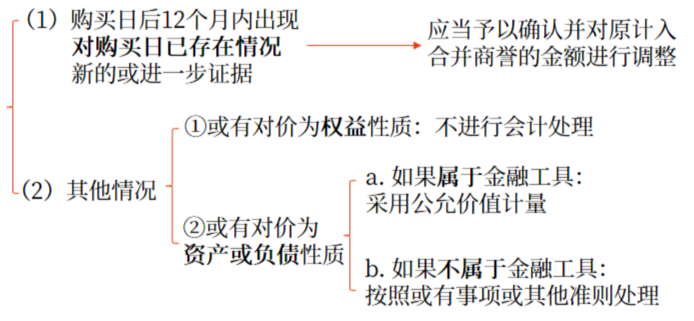 （1）购买日后12个月内出现
对购买日已存在情况
新的或进一步证据
应当予以确认并对原计入
合并商誉的金额进行调整
（2）其他情况
①或有对价为权益性质：不进行会计处理
②或有对价为
资产或负债性质
a. 如果属于金融工具：
采用公允价值计量
b. 如果不属于金融工具：
按照或有事项或其他准则处理